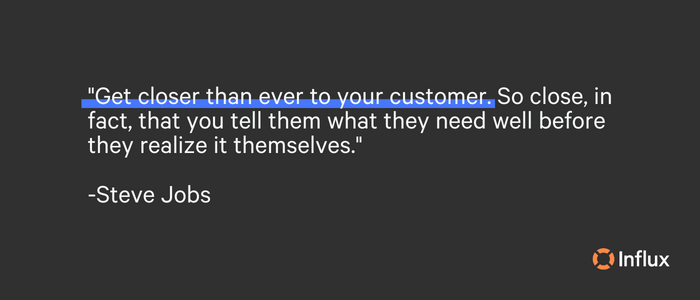 "Get closer than ever to your customer. So close, in
fact, that you tell them what they need well before
they realize it themselves."
-Steve Jobs
Influx